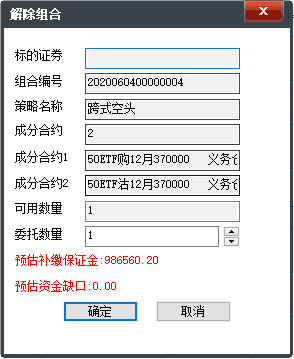 解除组合
标的证券
组合编号 2020060400000004
策略名称 跨式空头
成分合约 2
成分合约1 50ETF购12月370000 义务仓
成分合约2 50ETF沽12月370000 义务仓
可用数量 1
委托数量 1
预估补缴保证金:986560.20
预估资金缺口:0.00
确定 取消